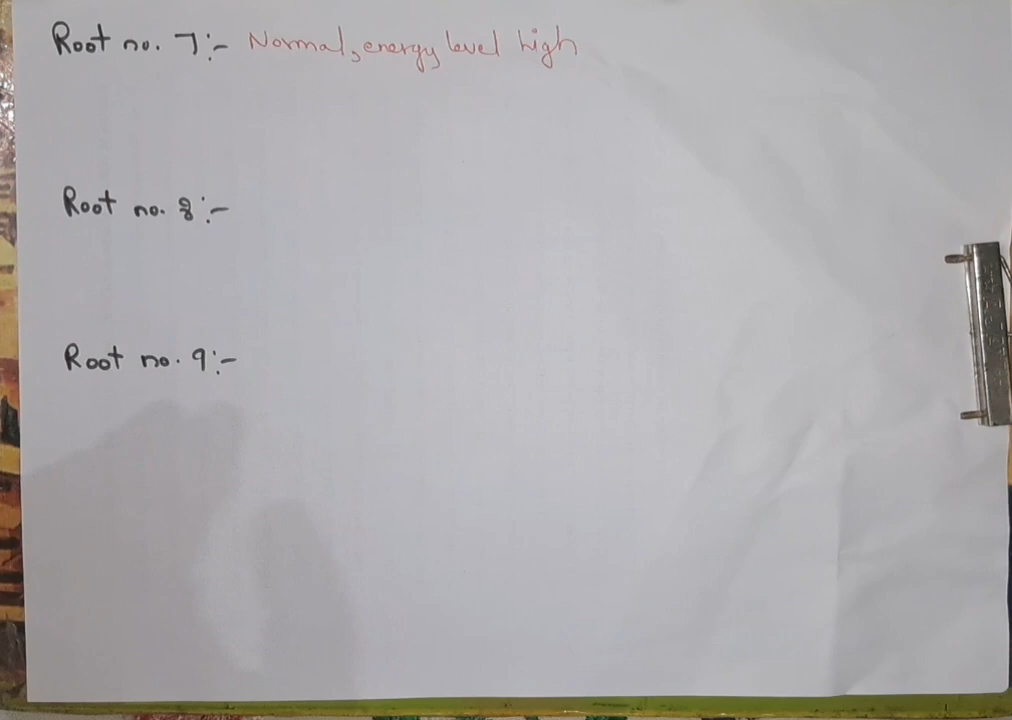 Root no. 7:- Normal, energy level high
Root no. 8:-
Root no. 9:-